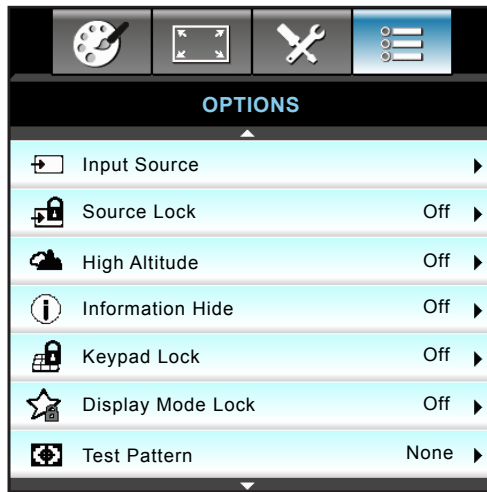 OPTIONS
Input Source
Source Lock Off
High Altitude Off
Information Hide Off
Keypad Lock Off
Display Mode Lock Off
Test Pattern None